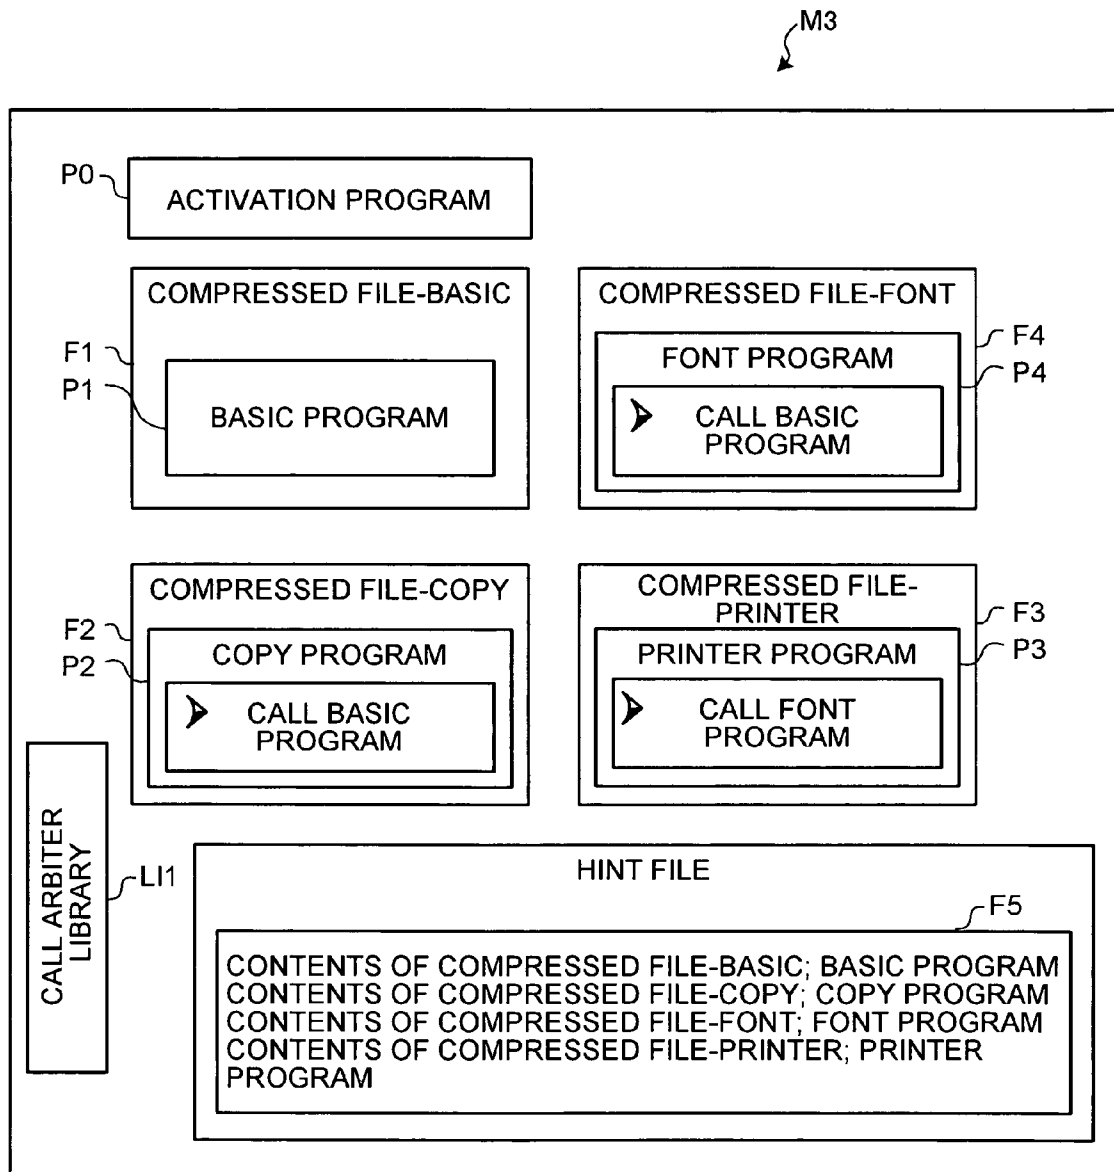 M3
P0
ACTIVATION PROGRAM
COMPRESSED FILE-BASIC
F1
P1
BASIC PROGRAM
COMPRESSED FILE-FONT
F4
FONT PROGRAM
P4
CALL BASIC
PROGRAM
COMPRESSED FILE-COPY
F2
COPY PROGRAM
P2
CALL BASIC
PROGRAM
COMPRESSED FILE-
PRINTER
F3
PRINTER PROGRAM
P3
CALL FONT
PROGRAM
CALL ARBITER
LIBRARY
LI1
HINT FILE
F5
CONTENTS OF COMPRESSED FILE-BASIC; BASIC PROGRAM
CONTENTS OF COMPRESSED FILE-COPY; COPY PROGRAM
CONTENTS OF COMPRESSED FILE-FONT; FONT PROGRAM
CONTENTS OF COMPRESSED FILE-PRINTER; PRINTER
PROGRAM